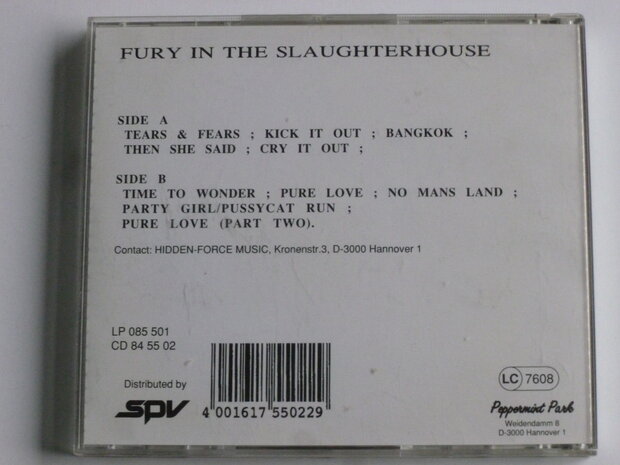 FURY IN THE SLAUGHTERHOUSE
SIDE A
TEARS & FEARS ; KICK IT OUT ; BANGKOK ;
THEN SHE SAID ; CRY IT OUT ;
SIDE B
TIME TO WONDER ; PURE LOVE ; NO MANS LAND ;
PARTY GIRL/PUSSYCAT RUN ;
PURE LOVE (PART TWO).
Contact: HIDDEN-FORCE MUSIC, Kronenstr.3, D-3000 Hannover 1
LP 085 501
CD 84 55 02
Distributed by
SPV
4 001617 550229
LC 7608
Peppermint Park
Weidendamm 8
D-3000 Hannover 1